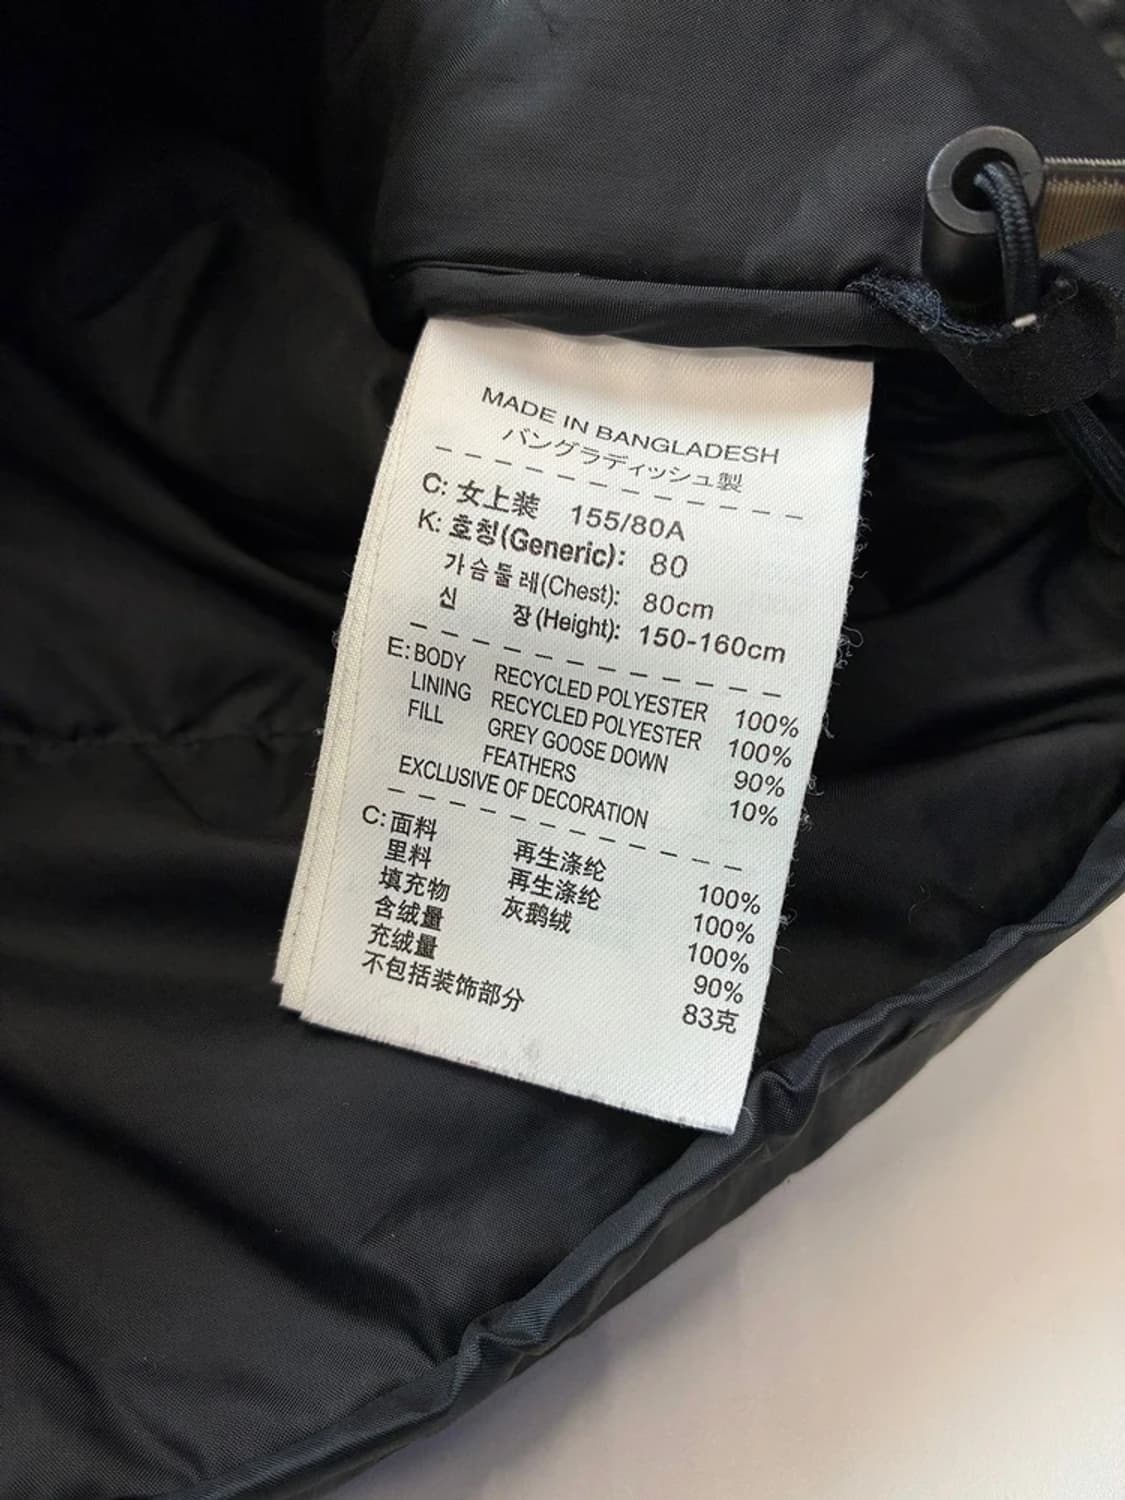 MADE IN BANGLADESH
バングラディッシュ製
C: 女上装 155/80A
K: 호칭(Generic): 80
가슴둘레(Chest): 80cm
신 장(Height): 150-160cm
E: BODY RECYCLED POLYESTER 100%
LINING RECYCLED POLYESTER 100%
FILL GREY GOOSE DOWN 90%
FEATHERS 10%
EXCLUSIVE OF DECORATION
C: 面料 再生涤纶 100%
里料 再生涤纶 100%
填充物 灰鹅绒 100%
含绒量 90%
充绒量 83克
不包括装饰部分